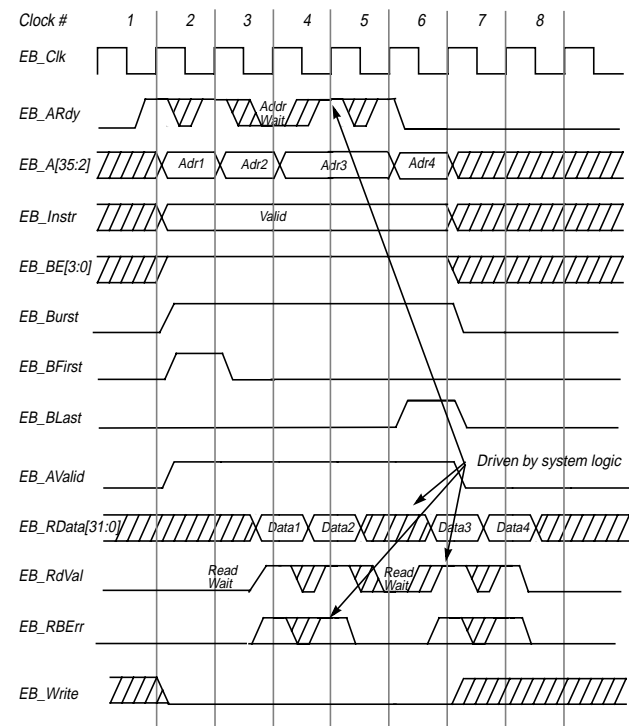 Clock # 1 2 3 4 5 6 7 8
EB_Clk
EB_ARdy
Addr
Wait
EB_A[35:2]
Adr1 Adr2 Adr3 Adr4
EB_Instr
Valid
EB_BE[3:0]
EB_Burst
EB_BFirst
EB_BLast
Driven by system logic
EB_AValid
EB_RData[31:0]
Data1 Data2 Data3 Data4
EB_RdVal
Read
Wait
Read
Wait
EB_RBErr
EB_Write